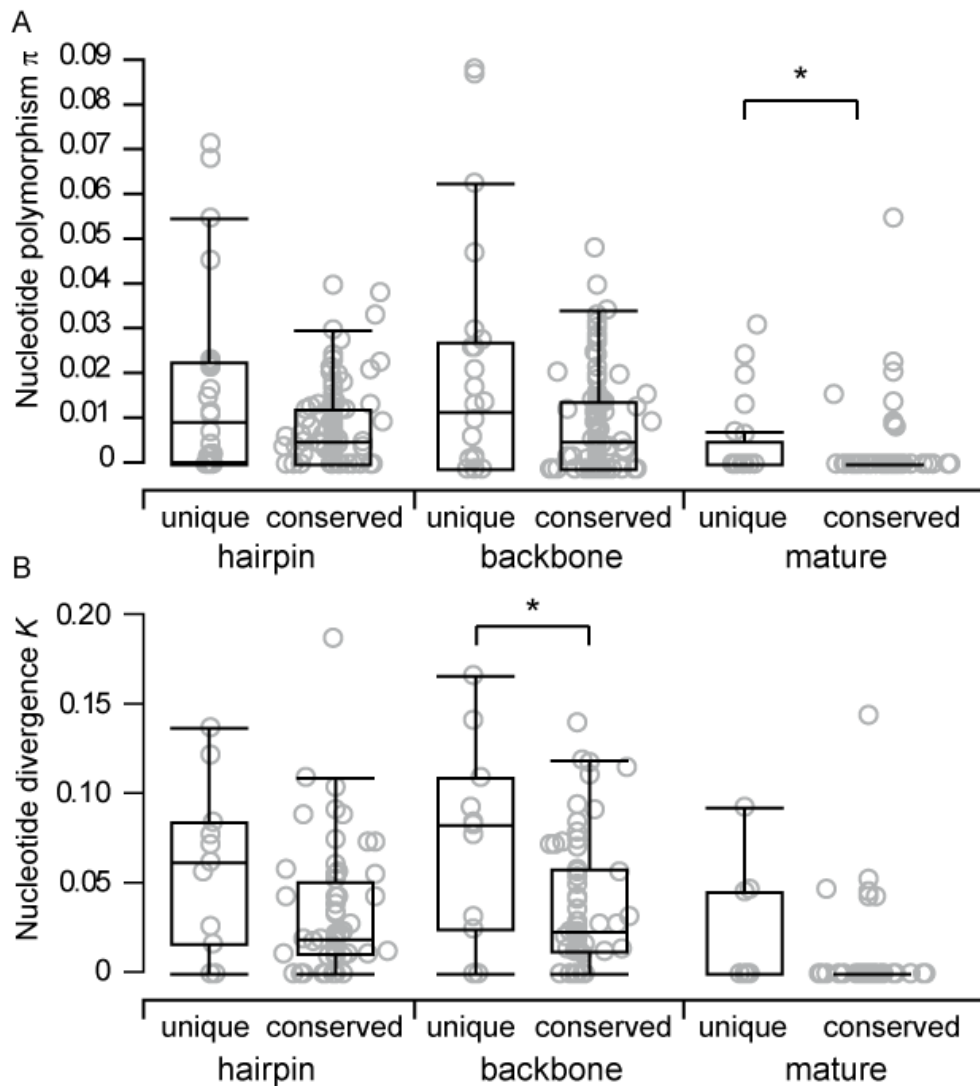 A
Nucleotide polymorphism π
0.09
0.08
0.07
0.06
0.05
0.04
0.03
0.02
0.01
0
*
unique conserved unique conserved unique conserved
hairpin backbone mature
B
Nucleotide divergence K
0.20
0.15
0.10
0.05
0
*
unique conserved unique conserved unique conserved
hairpin backbone mature